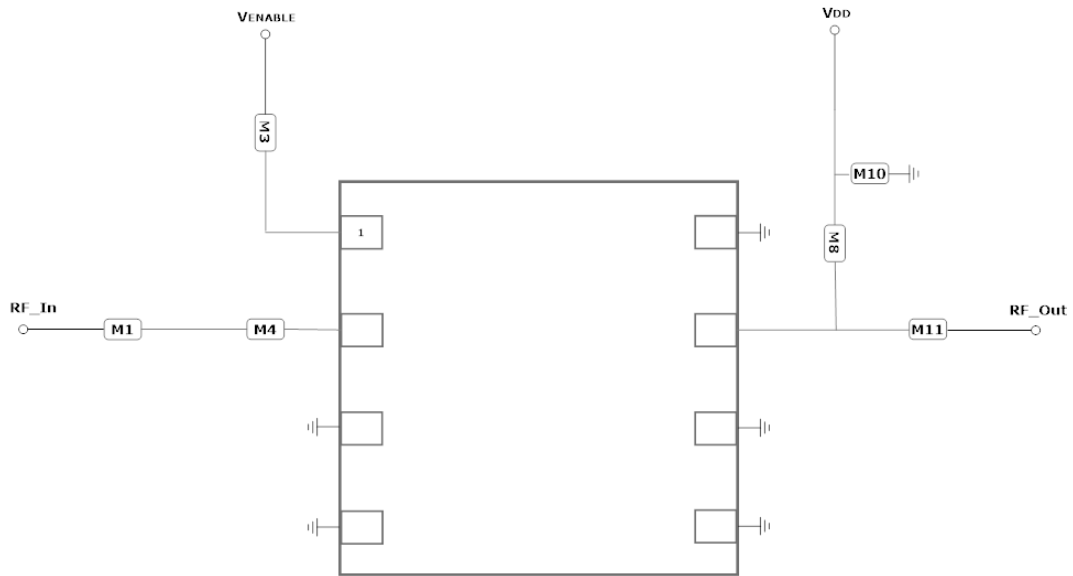 VENABLE
VDD
M3
M10
1
M8
RF_In
M1
M4
M11
RF_Out